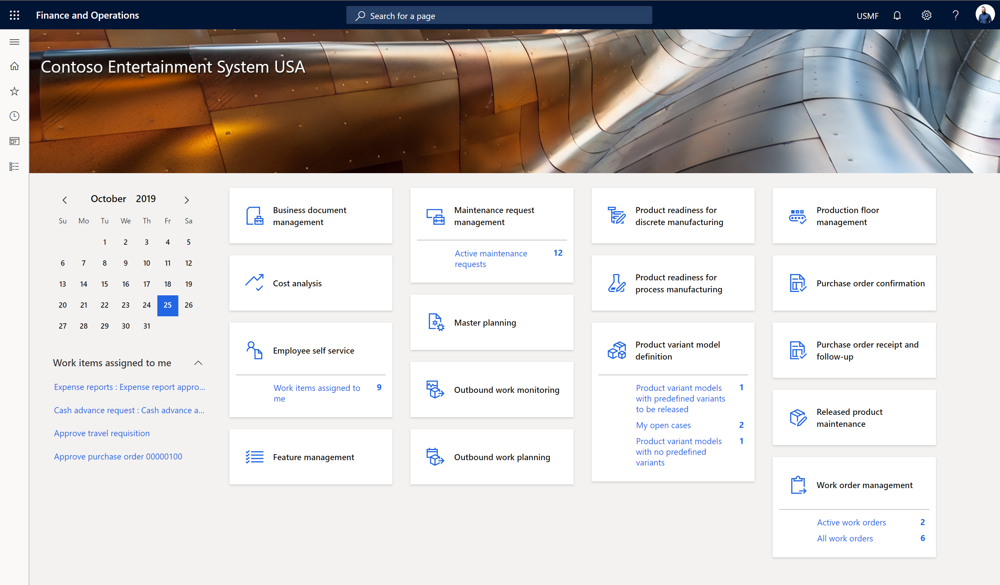 Finance and Operations
Search for a page
USMF
Contoso Entertainment System USA
October 2019
Su Mo Tu We Th Fr Sa
1 2 3 4 5
6 7 8 9 10 11 12
13 14 15 16 17 18 19
20 21 22 23 24 25 26
27 28 29 30 31
Work items assigned to me
Expense reports : Expense report appro...
Cash advance request : Cash advance a...
Approve travel requisition
Approve purchase order 00000100
Business document
management
Cost analysis
Employee self service
Work items assigned to 9
me
Feature management
Maintenance request
management
Active maintenance 12
requests
Master planning
Outbound work monitoring
Outbound work planning
Product readiness for
discrete manufacturing
Product readiness for
process manufacturing
Product variant model
definition
Product variant models 1
with predefined variants
to be released
My open cases 2
Product variant models 1
with no predefined
variants
Production floor
management
Purchase order confirmation
Purchase order receipt and
follow-up
Released product
maintenance
Work order management
Active work orders 2
All work orders 6